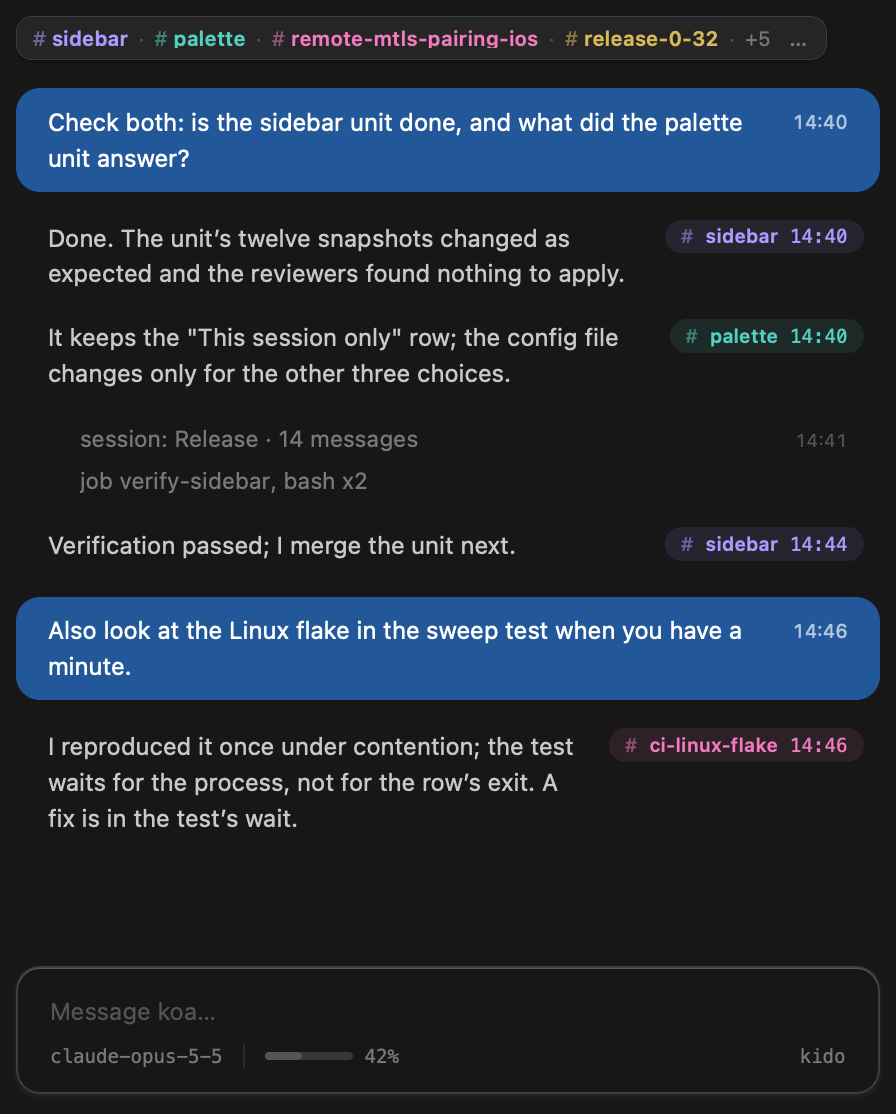 # sidebar · # palette · # remote-mtls-pairing-ios · # release-0-32 · +5 …
Check both: is the sidebar unit done, and what did the palette 14:40
unit answer?
Done. The unit’s twelve snapshots changed as # sidebar 14:40
expected and the reviewers found nothing to apply.
It keeps the "This session only" row; the config file # palette 14:40
changes only for the other three choices.
session: Release · 14 messages 14:41
job verify-sidebar, bash x2
Verification passed; I merge the unit next. # sidebar 14:44
Also look at the Linux flake in the sweep test when you have a 14:46
minute.
I reproduced it once under contention; the test # ci-linux-flake 14:46
waits for the process, not for the row’s exit. A
fix is in the test’s wait.
Message koa…
claude-opus-5-5 42% kido